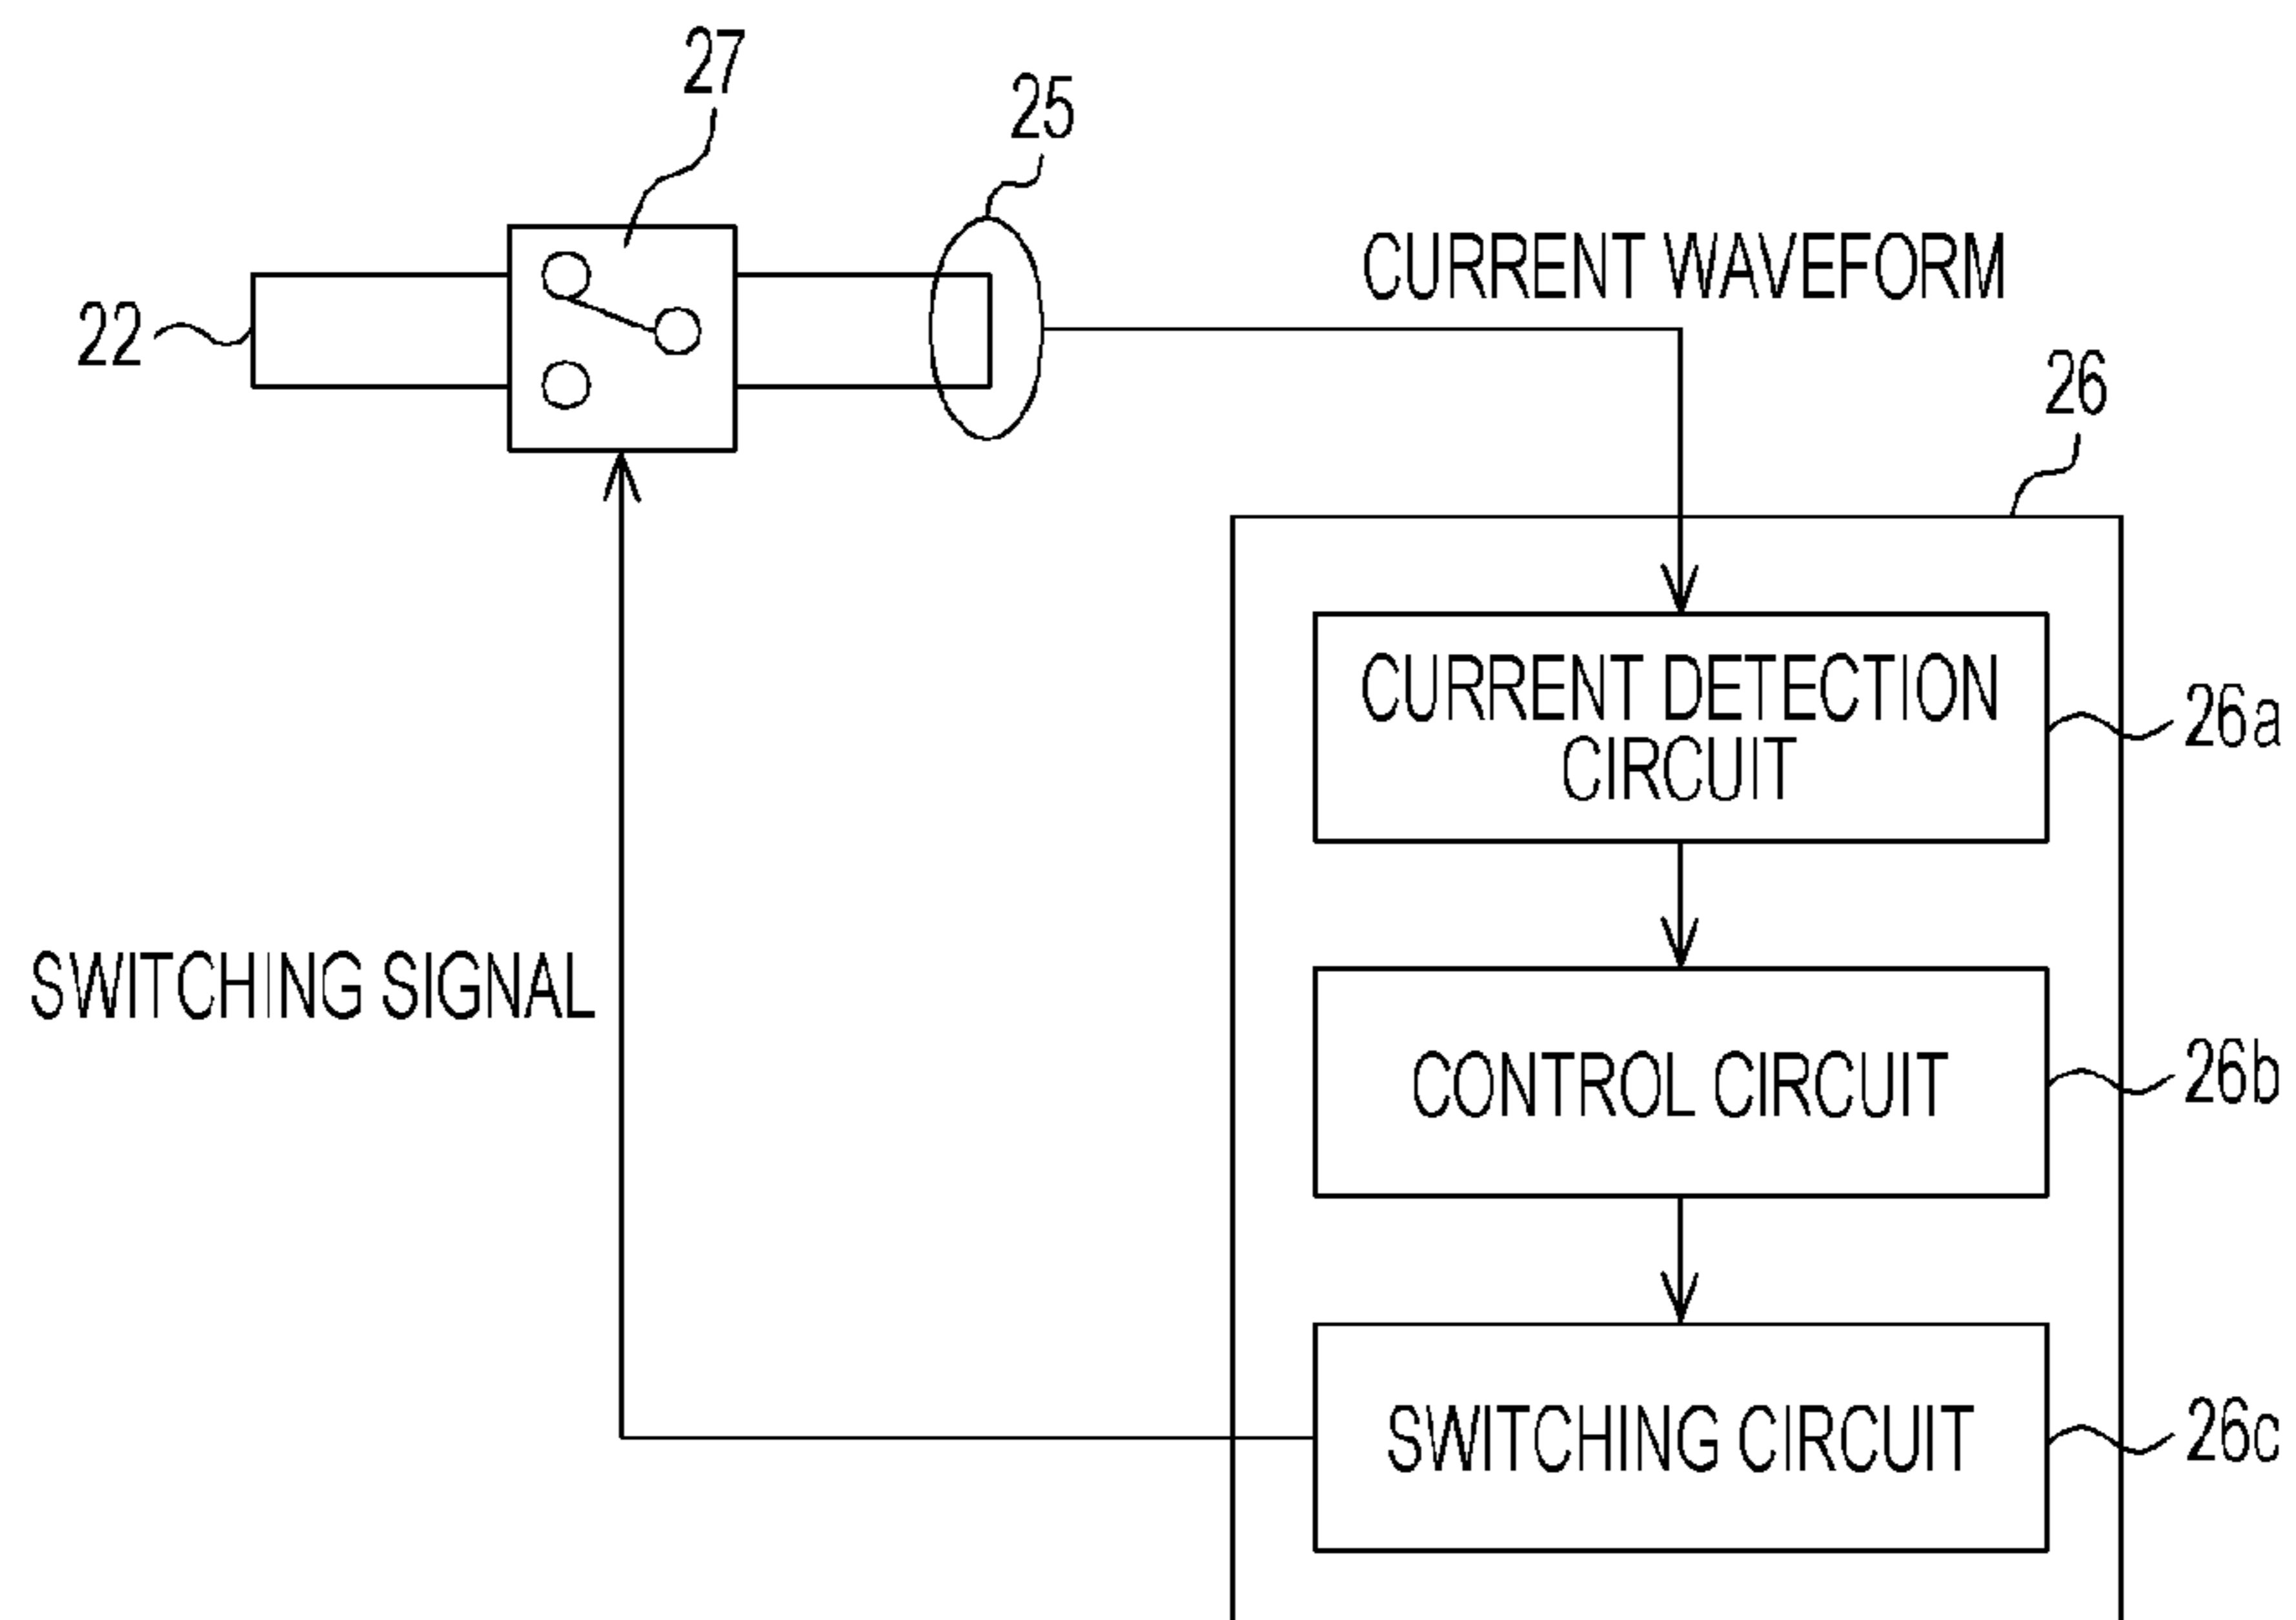 27
25
CURRENT WAVEFORM
22
26
CURRENT DETECTION
CIRCUIT
26a
SWITCHING SIGNAL
CONTROL CIRCUIT
26b
SWITCHING CIRCUIT
26c